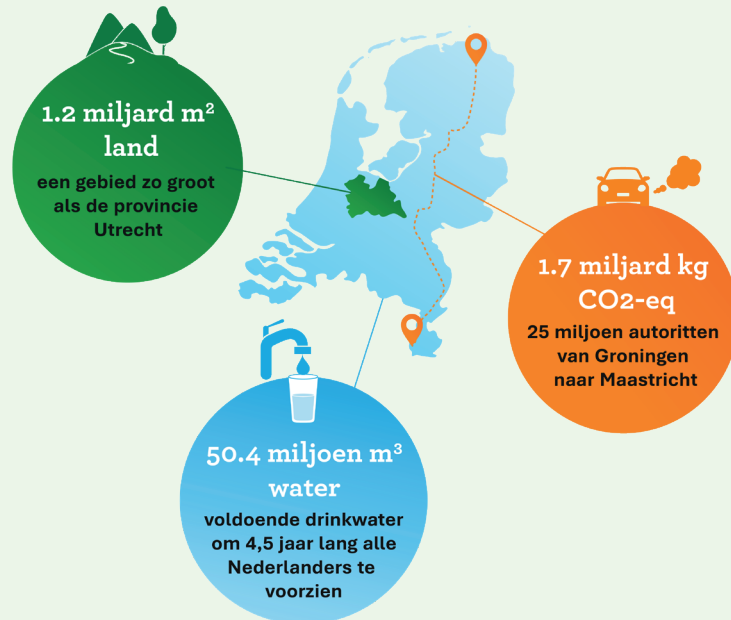 1.2 miljard m²
land
een gebied zo groot
als de provincie
Utrecht
1.7 miljard kg
CO2-eq
25 miljoen autoritten
van Groningen
naar Maastricht
50.4 miljoen m³
water
voldoende drinkwater
om 4,5 jaar lang alle
Nederlanders te
voorzien